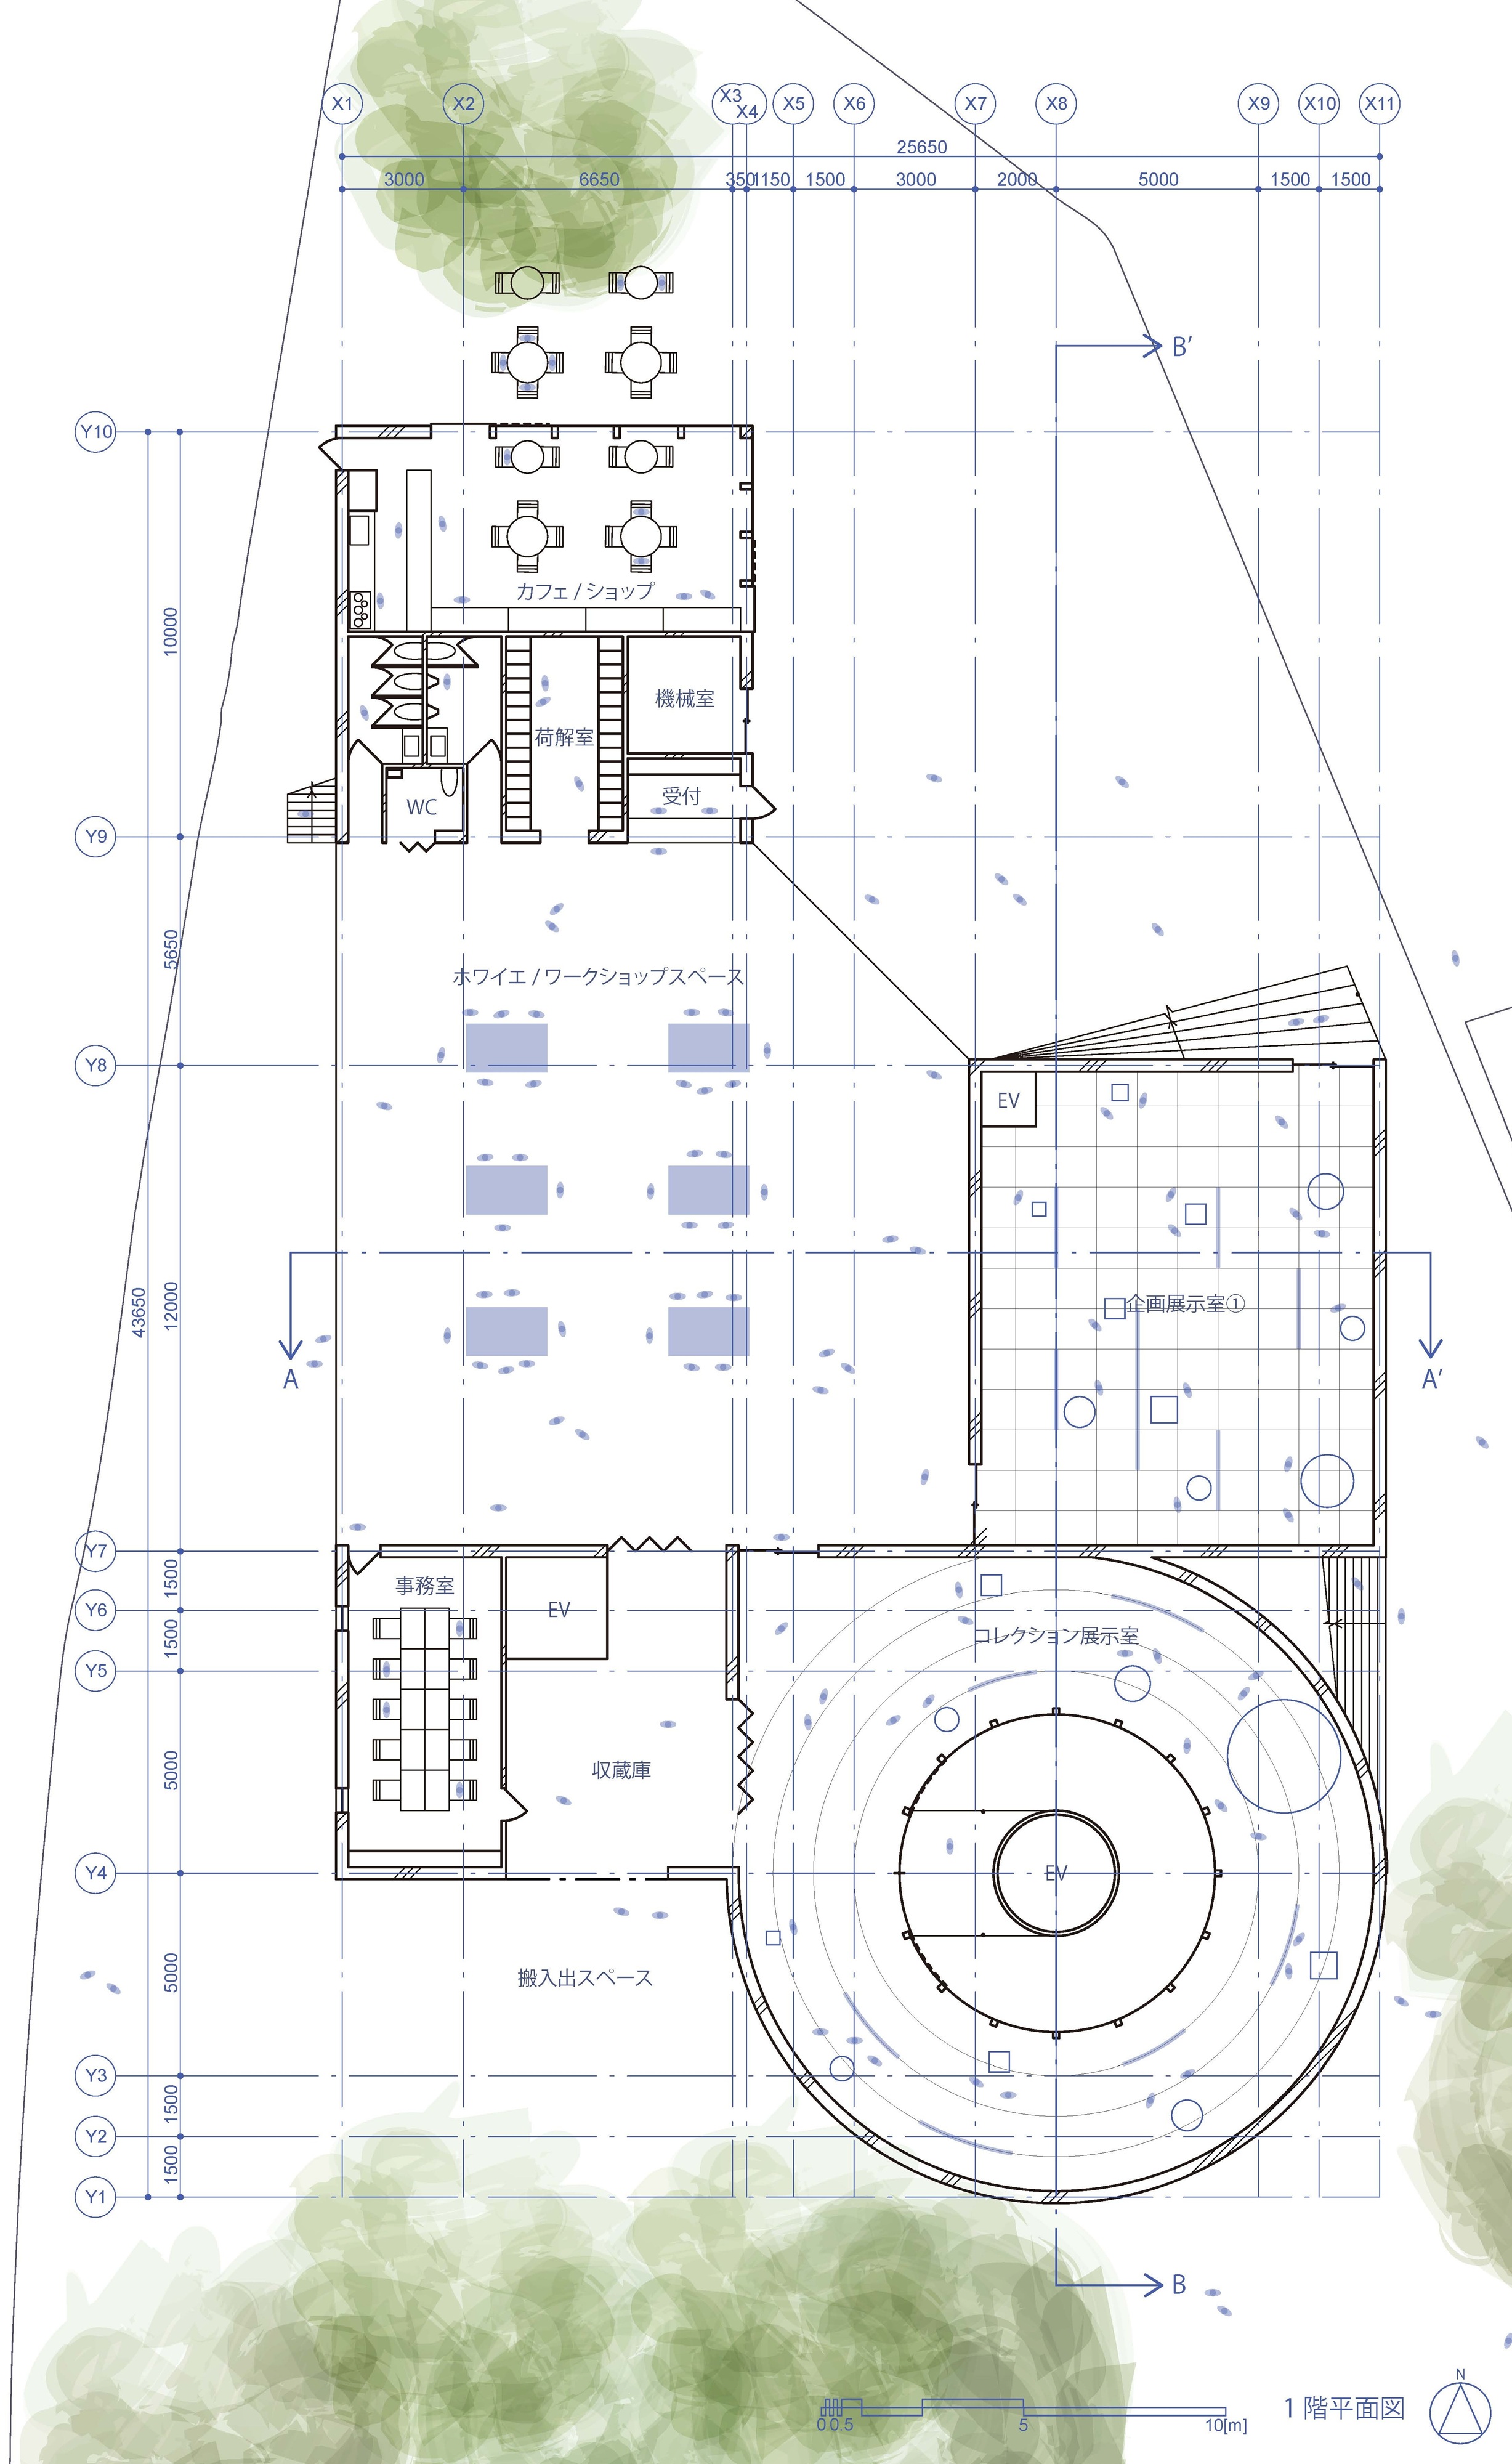 X1 X2 X3 X4 X5 X6 X7 X8 X9 X10 X11
25650
3000 6650 350 1150 1500 3000 2000 5000 1500 1500
B′
Y10
カフェ / ショップ
10000
機械室
荷解室
受付
WC
Y9
5650
ホワイエ / ワークショップスペース
Y8
EV
43650
12000
企画展示室①
A
A′
Y7
1500
事務室
EV
Y6
コレクション展示室
1500
Y5
収蔵庫
5000
Y4
EV
搬入出スペース
5000
Y3
1500
Y2
1500
Y1
B
N
1 階平面図
0 0.5 5 10[m]